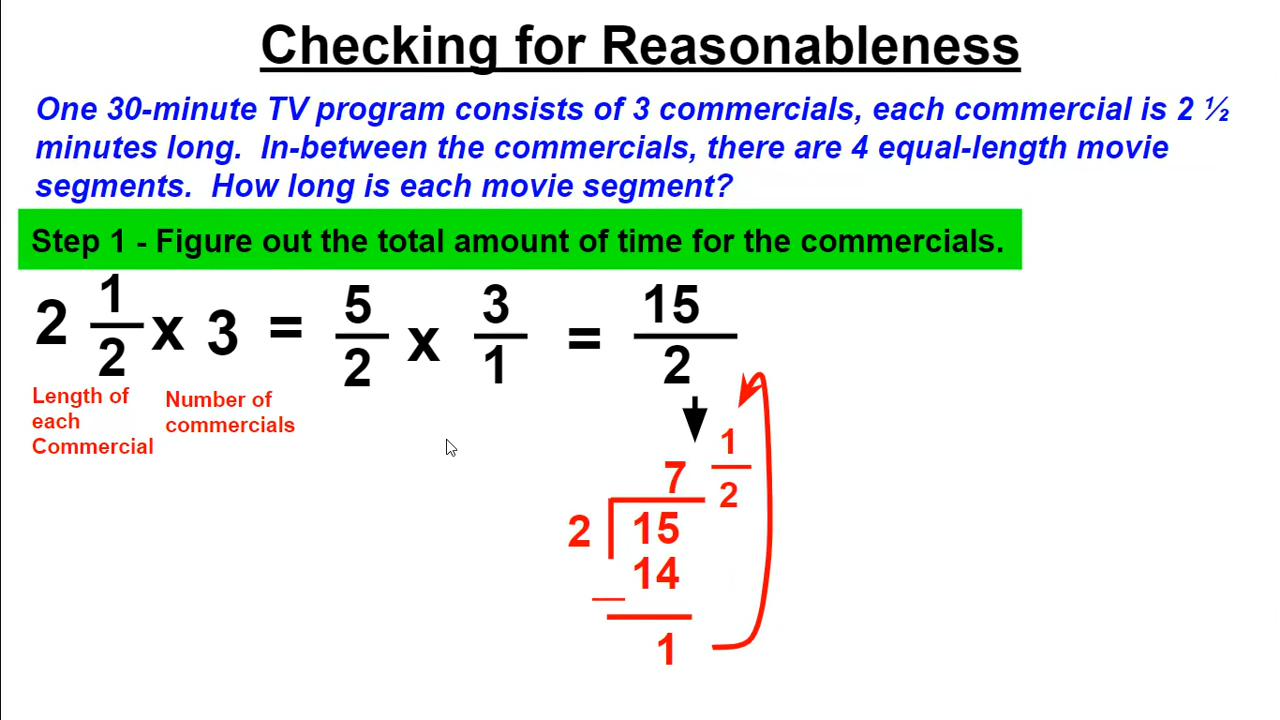 Checking for Reasonableness
One 30-minute TV program consists of 3 commercials, each commercial is 2 ½
minutes long. In-between the commercials, there are 4 equal-length movie
segments. How long is each movie segment?
Step 1 - Figure out the total amount of time for the commercials.
2 1/2 x 3 = 5/2 x 3/1 = 15/2
Length of
each
Commercial
Number of
commercials
7 1/2
2 15
14
_
1